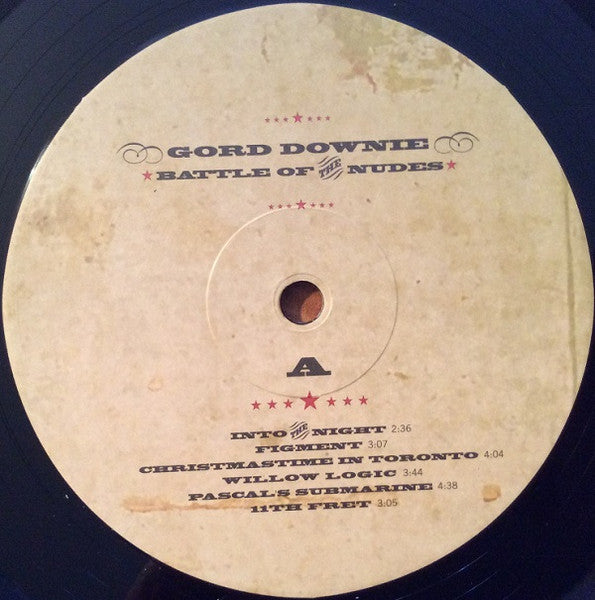 GORD DOWNIE
BATTLE OF THE NUDES
A
INTO THE NIGHT 2:36
FIGMENT 3:07
CHRISTMASTIME IN TORONTO 4:04
WILLOW LOGIC 3:44
PASCAL'S SUBMARINE 4:38
11TH FRET 3:05